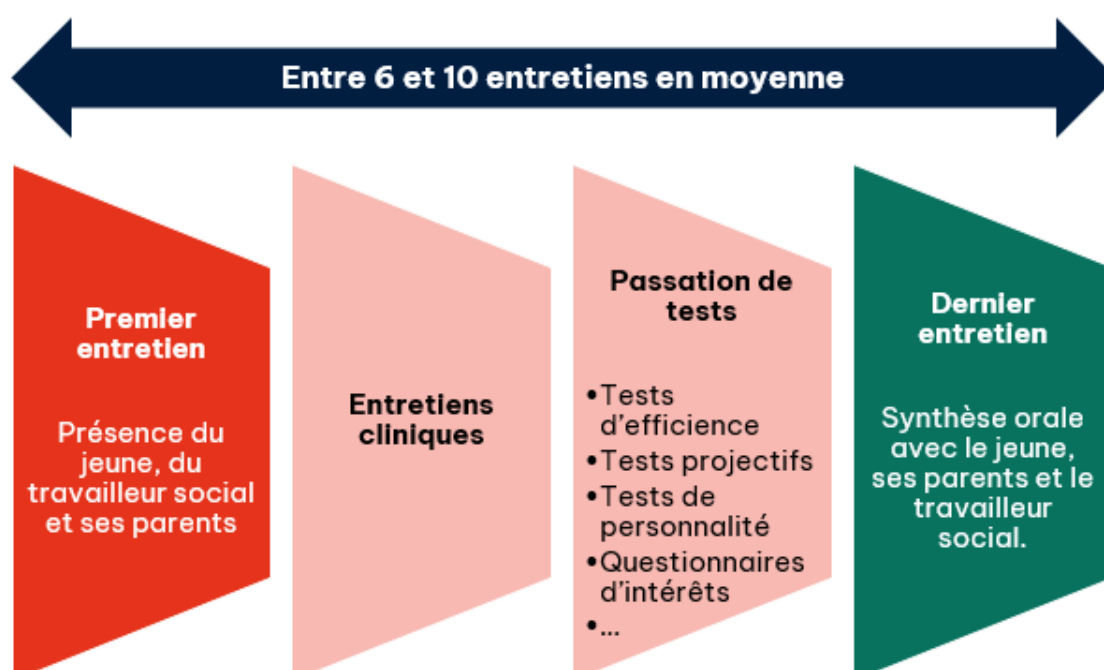 Entre 6 et 10 entretiens en moyenne
Premier
entretien
Présence du
jeune, du
travailleur social
et ses parents
Entretiens
cliniques
Passation de
tests
•Tests
d'efficience
•Tests projectifs
•Tests de
personnalité
•Questionnaires
d'intérêts
•...
Dernier
entretien
Synthèse orale
avec le jeune,
ses parents et le
travailleur
social.